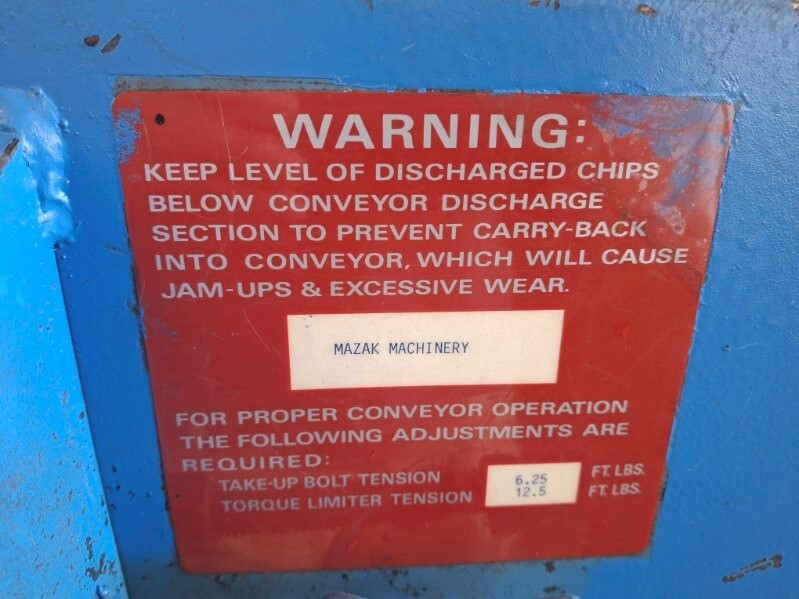 WARNING:
KEEP LEVEL OF DISCHARGED CHIPS
BELOW CONVEYOR DISCHARGE
SECTION TO PREVENT CARRY-BACK
INTO CONVEYOR, WHICH WILL CAUSE
JAM-UPS & EXCESSIVE WEAR.
MAZAK MACHINERY
FOR PROPER CONVEYOR OPERATION
THE FOLLOWING ADJUSTMENTS ARE
REQUIRED:
TAKE-UP BOLT TENSION 6.25 FT. LBS.
TORQUE LIMITER TENSION 12.5 FT. LBS.